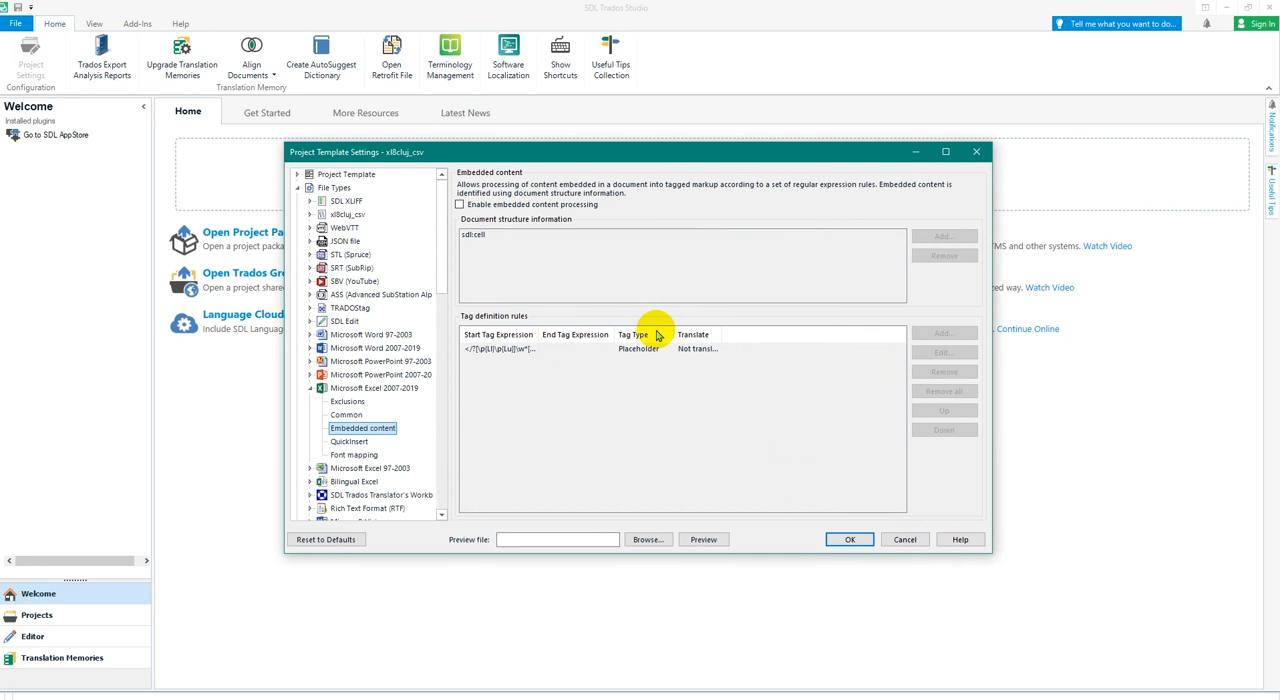 SDL Trados Studio
File
Home
View
Add-Ins
Help
Tell me what you want to do...
Sign In
Project Settings
Trados Export Analysis Reports
Upgrade Translation Memories
Align Documents
Create AutoSuggest Dictionary
Open Retrofit File
Terminology Management
Software Localization
Show Shortcuts
Useful Tips Collection
Configuration
Translation Memory
Welcome
Installed plugins
Go to SDL AppStore
Home
Get Started
More Resources
Latest News
Notifications
Useful Tips
Open Project Pa
Open a project packa
TMS and other systems. Watch Video
Open Trados Gr
Open a project share
zed way. Watch Video
Language Cloud
Include SDL Languag
. Continue Online
Project Template Settings - xl8cluj_csv
Project Template
File Types
SDL XLIFF
xl8cluj_csv
WebVTT
JSON file
STL (Spruce)
SRT (SubRip)
SBV (YouTube)
ASS (Advanced SubStation Alp
TRADOStag
SDL Edit
Microsoft Word 97-2003
Microsoft Word 2007-2019
Microsoft PowerPoint 97-2003
Microsoft PowerPoint 2007-20
Microsoft Excel 2007-2019
Exclusions
Common
Embedded content
QuickInsert
Font mapping
Microsoft Excel 97-2003
Bilingual Excel
SDL Trados Translator's Workb
Rich Text Format (RTF)
Embedded content
Allows processing of content embedded in a document into tagged markup according to a set of regular expression rules. Embedded content is
identified using document structure information.
Enable embedded content processing
Document structure information
sdl:cell
Add...
Remove
Tag definition rules
Start Tag Expression
End Tag Expression
Tag Type
Translate
</?[\p{Ll}\p{Lu}]\w*[...
Placeholder
Not transl...
Add...
Edit...
Remove
Remove all
Up
Down
Reset to Defaults
Preview file:
Browse...
Preview
OK
Cancel
Help
Welcome
Projects
Editor
Translation Memories